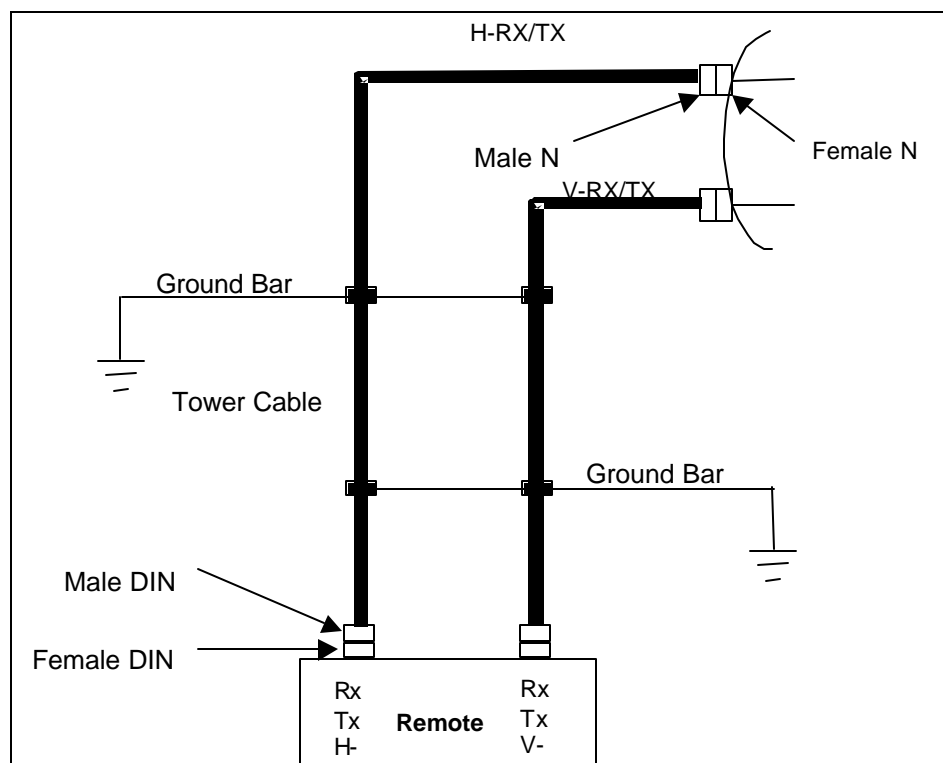 H-RX/TX
Male N
Female N
V-RX/TX
Ground Bar
Tower Cable
Ground Bar
Male DIN
Female DIN
Rx
Tx
H-
Remote
Rx
Tx
V-